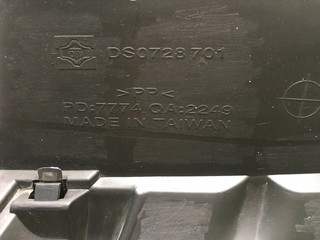 DS0728701
>PP<
PD:7774 QA:2249
MADE IN TAIWAN